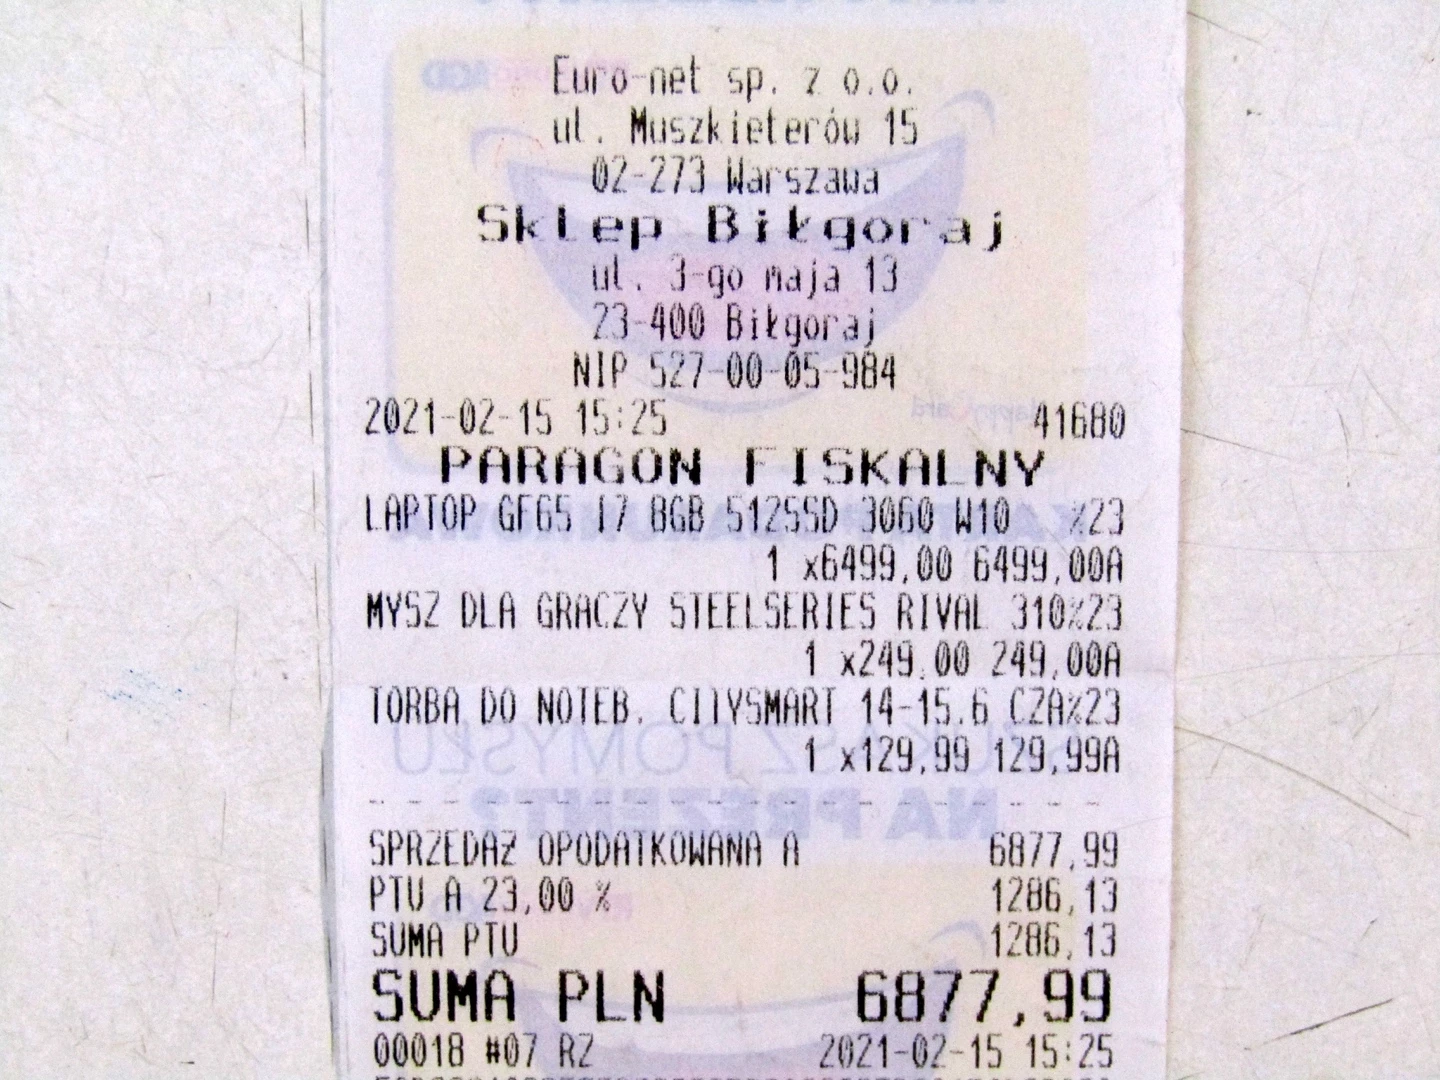 Euro-net sp. z o.o.
ul. Muszkieterów 15
02-273 Warszawa
Sklep Biłgoraj
ul. 3-go maja 13
23-400 Biłgoraj
NIP 527-00-05-984
2021-02-15 15:25 41680
PARAGON FISKALNY
LAPTOP GF65 I7 8GB 512SSD 3060 W10 %23
1 x6499,00 6499,00A
MYSZ DLA GRACZY STEELSERIES RIVAL 310%23
1 x249,00 249,00A
TORBA DO NOTEB. CITYSMART 14-15.6 CZA%23
1 x129,99 129,99A
SPRZEDAŻ OPODATKOWANA A 6877,99
PTU A 23,00 % 1286,13
SUMA PTU 1286,13
SUMA PLN 6877,99
00018 #07 RZ 2021-02-15 15:25